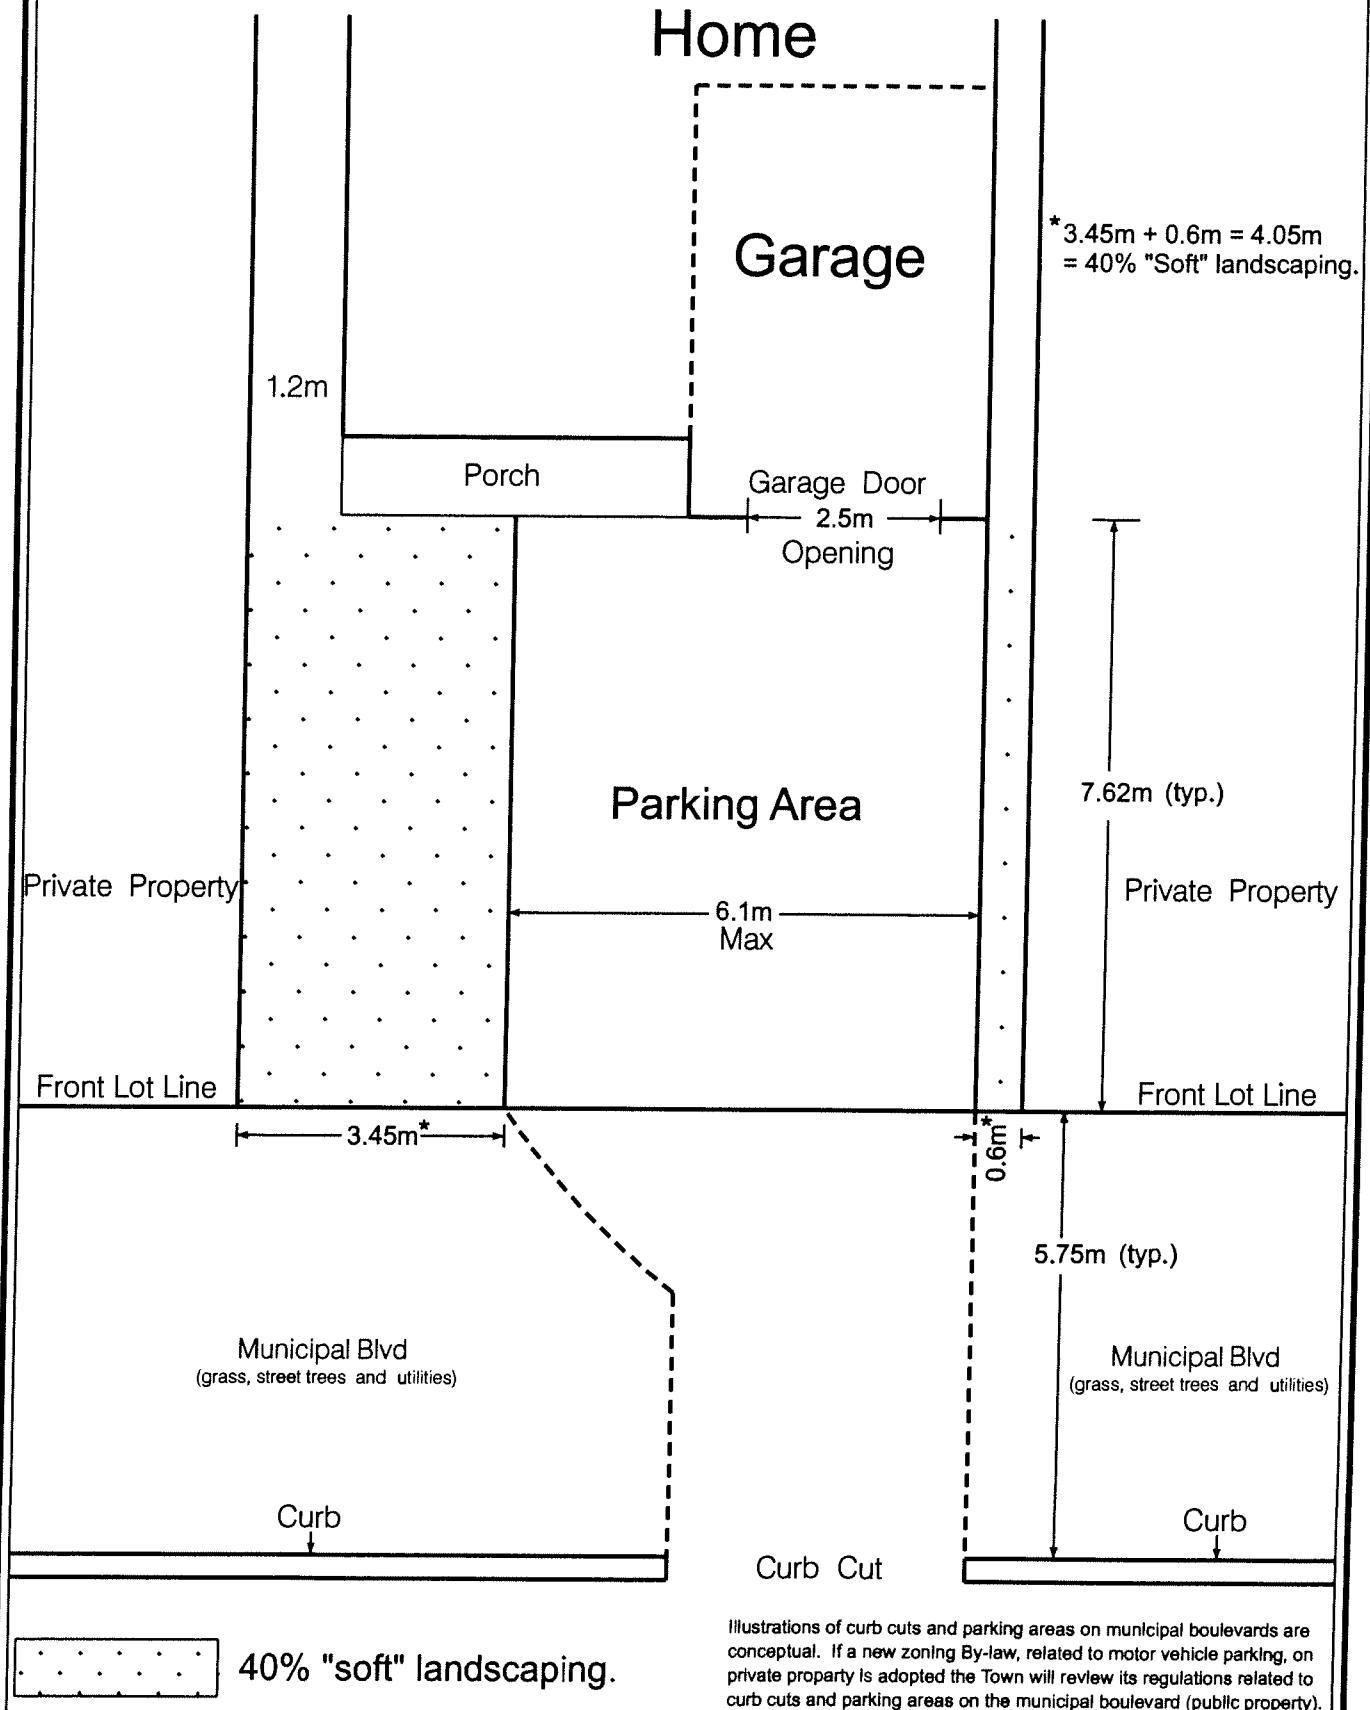 Home
Garage
*3.45m + 0.6m = 4.05m
= 40% "Soft" landscaping.
1.2m
Porch
Garage Door
2.5m
Opening
Parking Area
7.62m (typ.)
Private Property
Private Property
6.1m
Max
Front Lot Line
Front Lot Line
3.45m*
*0.6m
5.75m (typ.)
Municipal Blvd
(grass, street trees and utilities)
Municipal Blvd
(grass, street trees and utilities)
Curb
Curb
Curb Cut
40% "soft" landscaping.
Illustrations of curb cuts and parking areas on municipal boulevards are
conceptual. If a new zoning By-law, related to motor vehicle parking, on
private property is adopted the Town will review its regulations related to
curb cuts and parking areas on the municipal boulevard (public property).